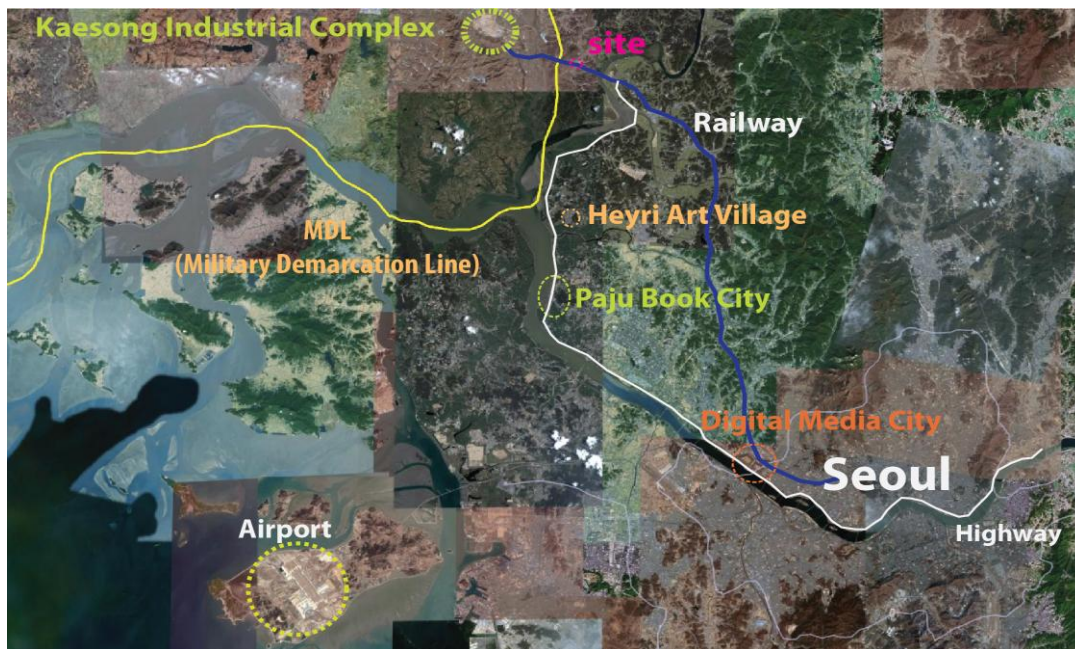 Kaesong Industrial Complex
site
Railway
Heyri Art Village
MDL
(Military Demarcation Line)
Paju Book City
Digital Media City
Seoul
Airport
Highway